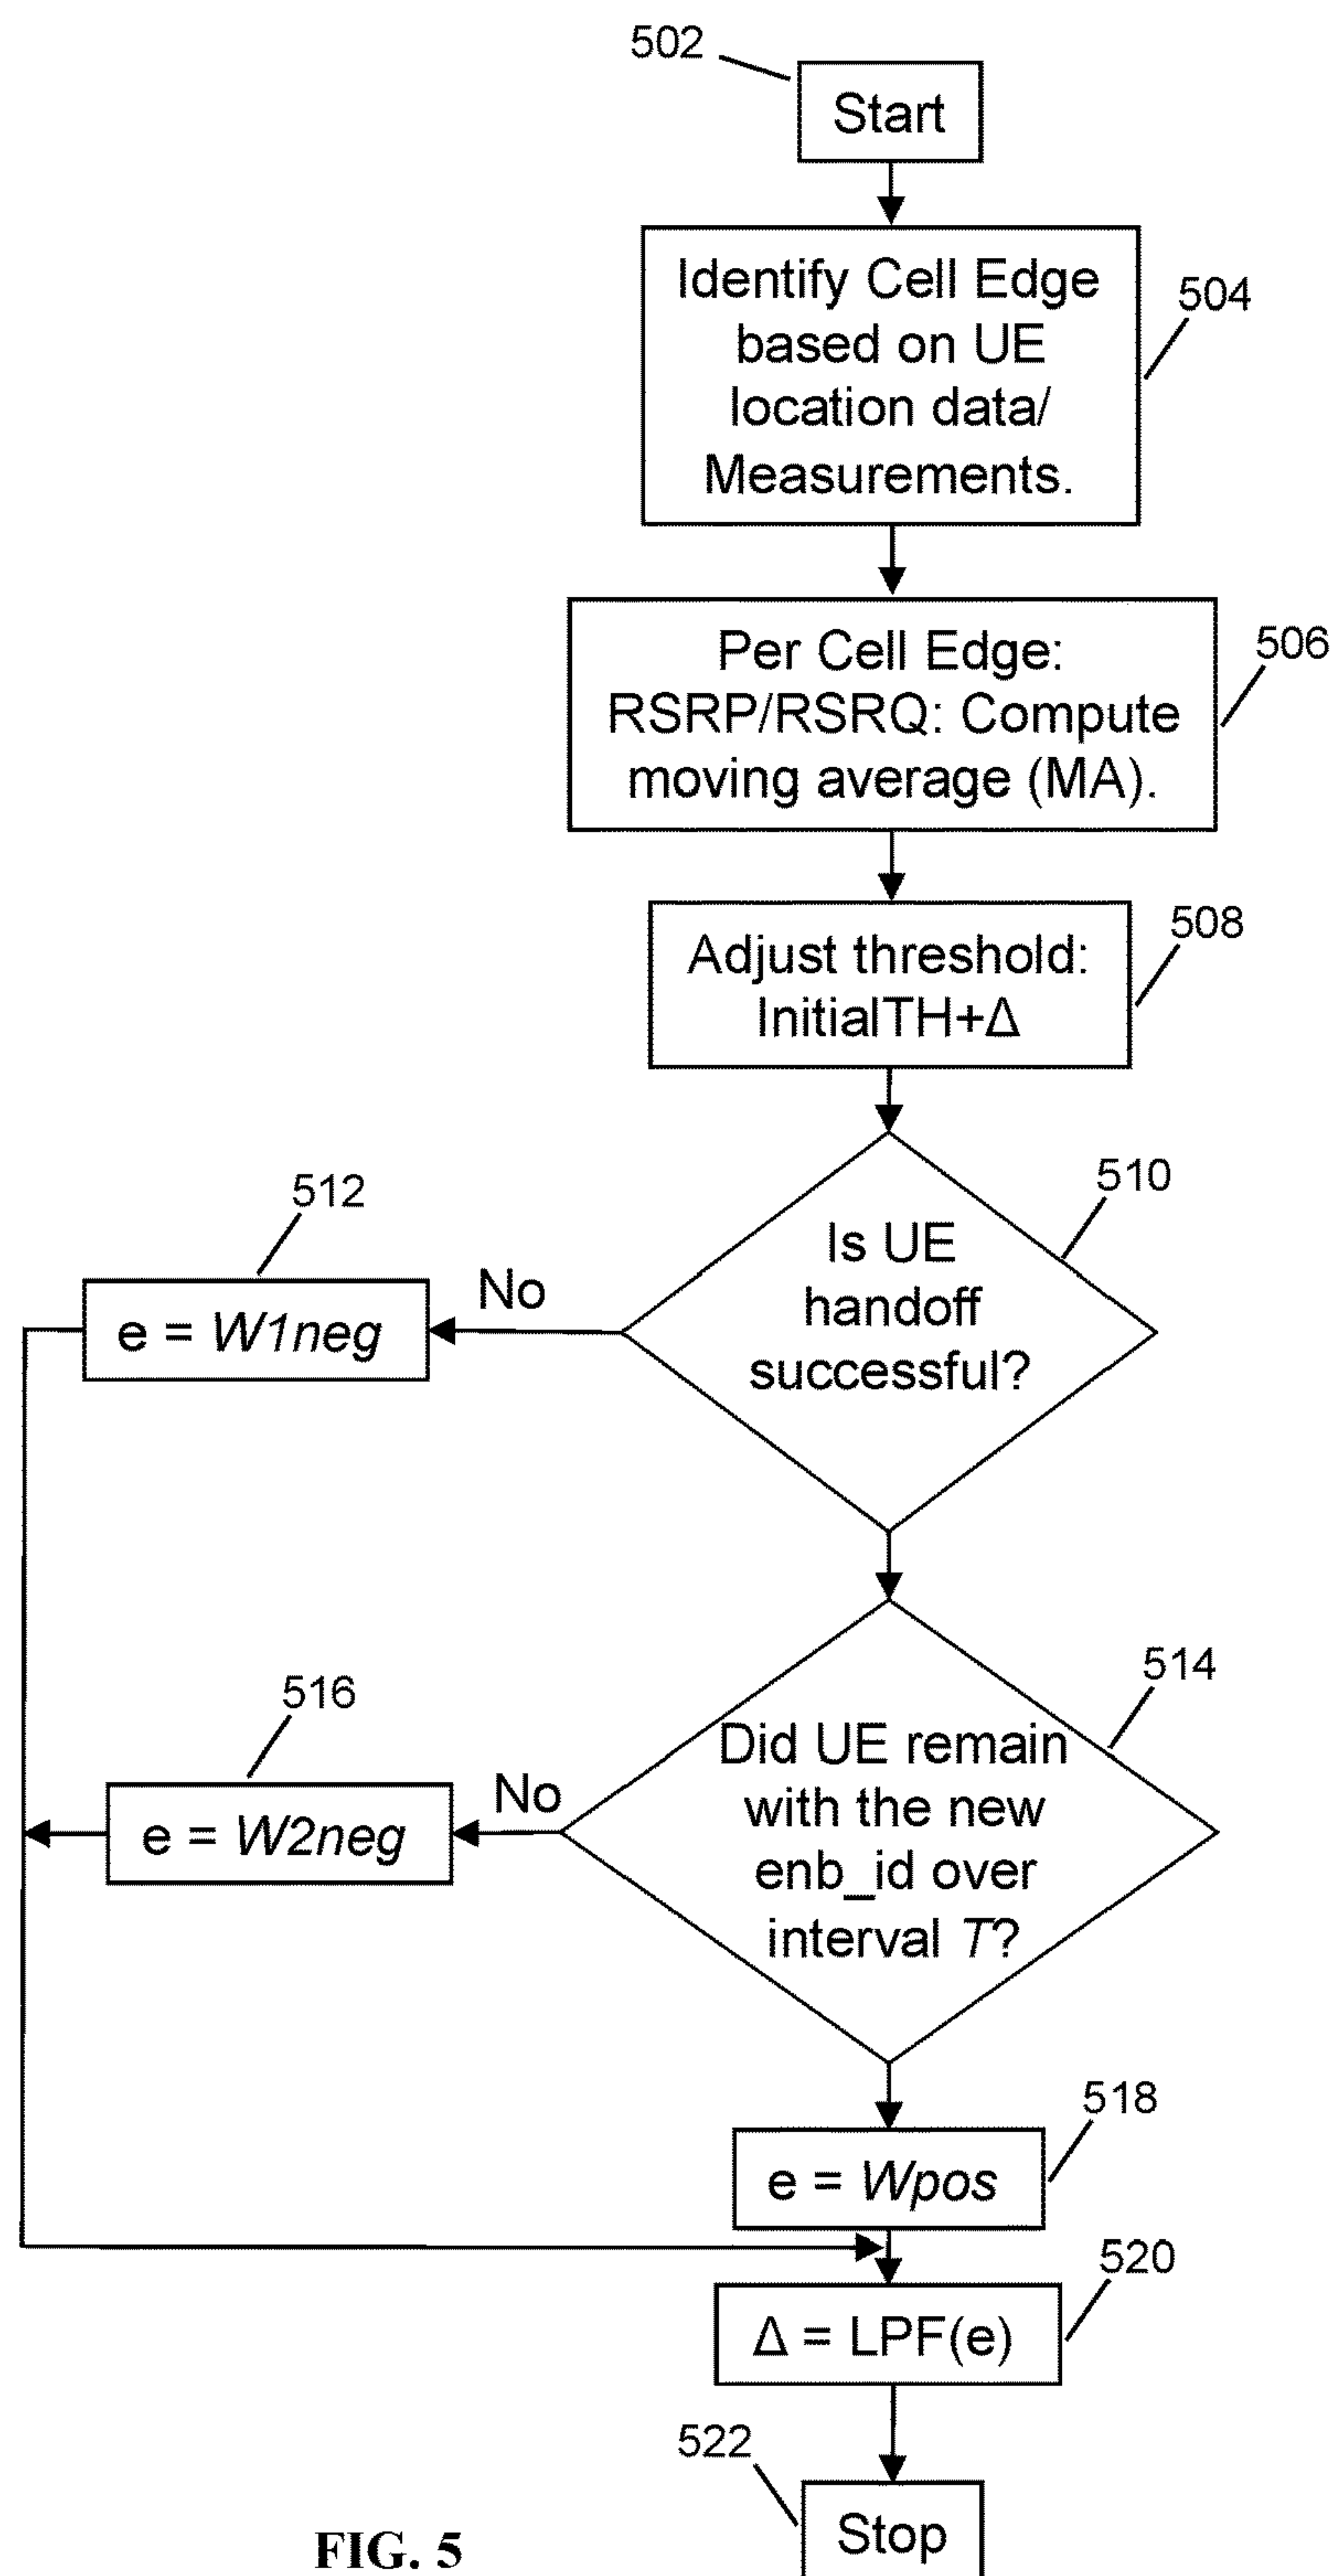 502
Start
Identify Cell Edge
based on UE
location data/
Measurements.
504
Per Cell Edge:
RSRP/RSRQ: Compute
moving average (MA).
506
Adjust threshold:
InitialTH+Δ
508
510
Is UE
handoff
successful?
No
512
e = W1neg
514
Did UE remain
with the new
enb_id over
interval T?
No
516
e = W2neg
518
e = Wpos
520
Δ = LPF(e)
522
Stop
FIG. 5